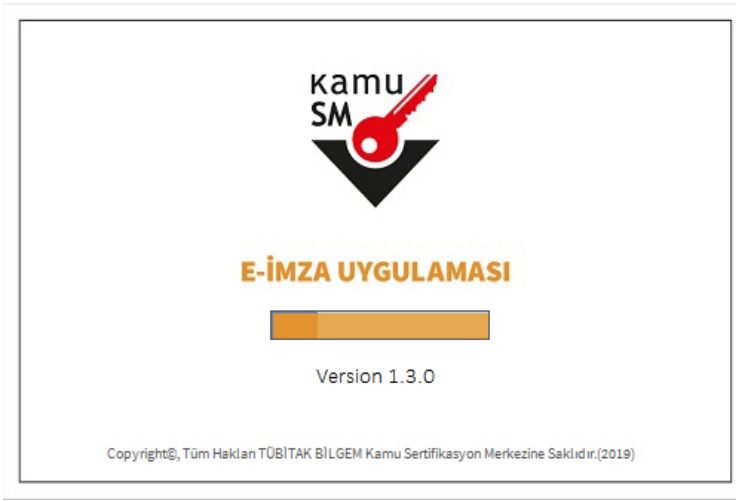 Kamu
SM
E-İMZA UYGULAMASI
Version 1.3.0
Copyright©, Tüm Hakları TÜBİTAK BİLGEM Kamu Sertifikasyon Merkezine Saklıdır.(2019)